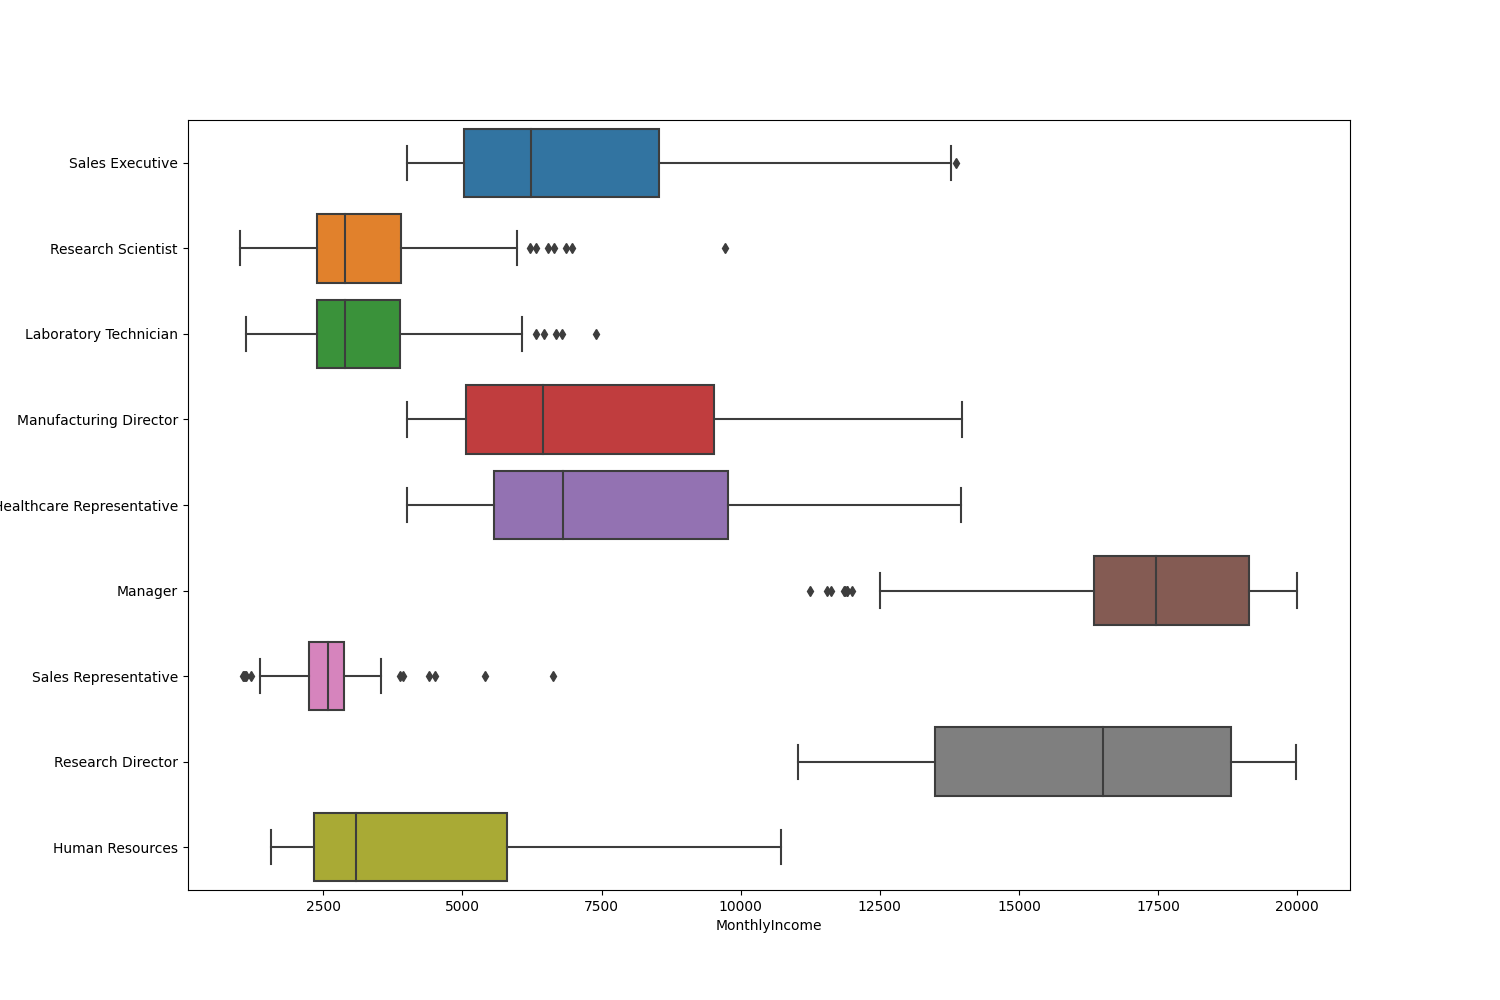 Sales Executive
Research Scientist
Laboratory Technician
Manufacturing Director
Healthcare Representative
Manager
Sales Representative
Research Director
Human Resources
2500 5000 7500 10000 12500 15000 17500 20000
MonthlyIncome